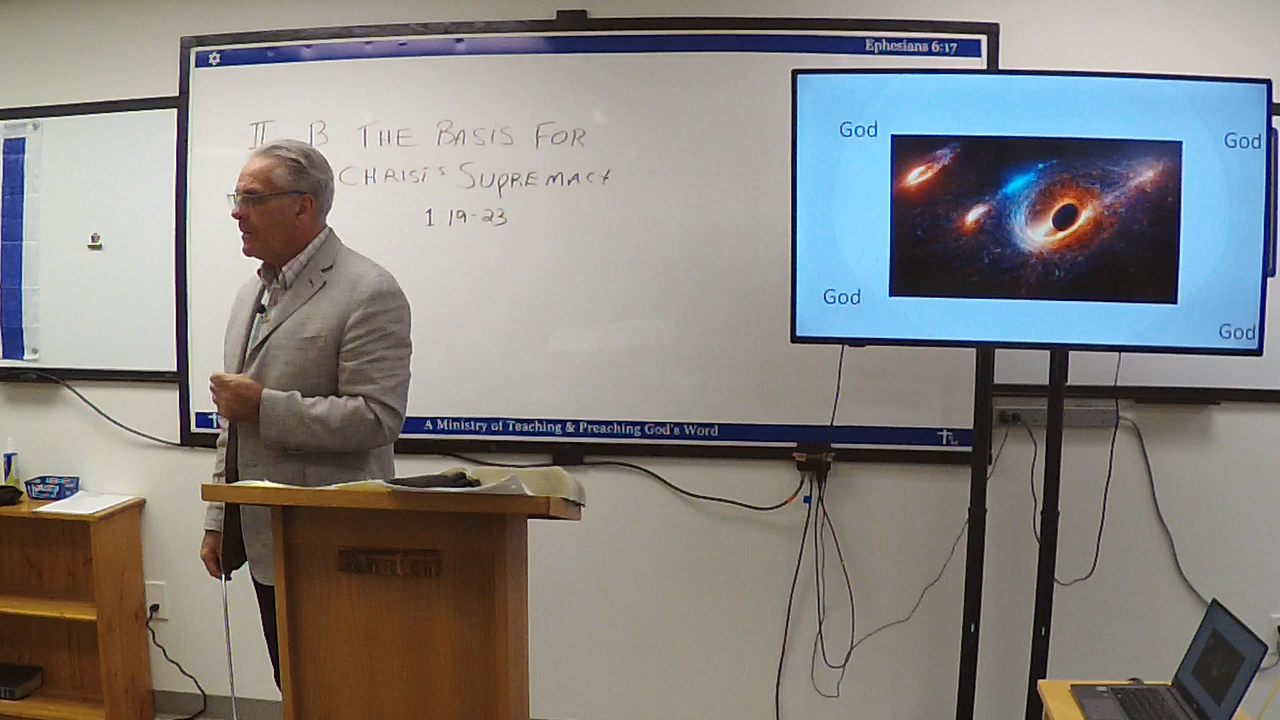 Ephesians 6:17
II B THE BASIS FOR
CHRIST'S SUPREMACY
1 19-23
God
God
God
God
A Ministry of Teaching & Preaching God's Word